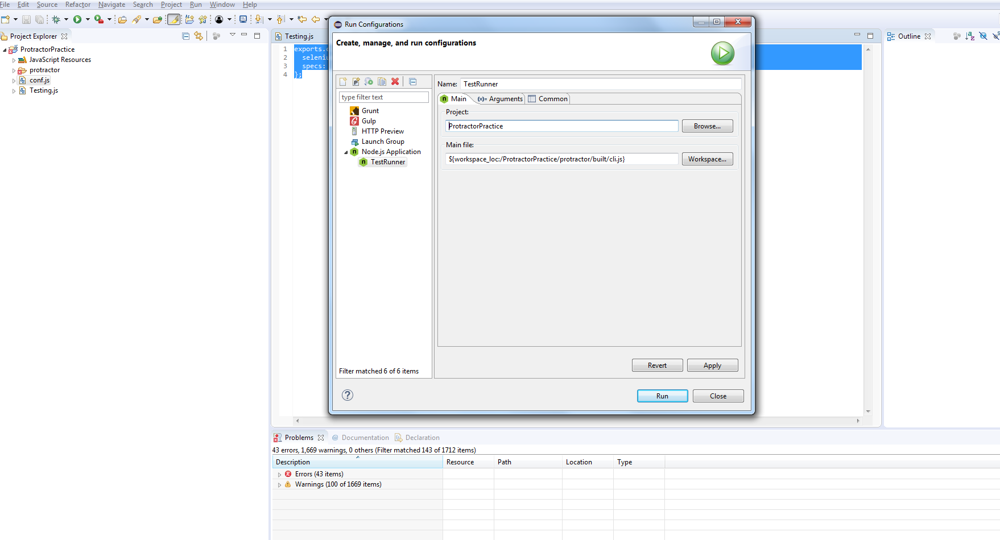 File Edit Source Refactor Navigate Search Project Run Window Help
Project Explorer
ProtractorPractice
JavaScript Resources
protractor
conf.js
Testing.js
Testing.js
1 exports.c
2 seleniu
3 specs:
4 };
Run Configurations
Create, manage, and run configurations
type filter text
Grunt
Gulp
HTTP Preview
Launch Group
Node.js Application
TestRunner
Filter matched 6 of 6 items
Name: TestRunner
Main (x)= Arguments Common
Project:
ProtractorPractice Browse...
Main file:
${workspace_loc:/ProtractorPractice/protractor/built/cli.js} Workspace...
Revert Apply
Run Close
Outline
Problems @ Documentation Declaration
43 errors, 1,669 warnings, 0 others (Filter matched 143 of 1712 items)
Description Resource Path Location Type
Errors (43 items)
Warnings (100 of 1669 items)